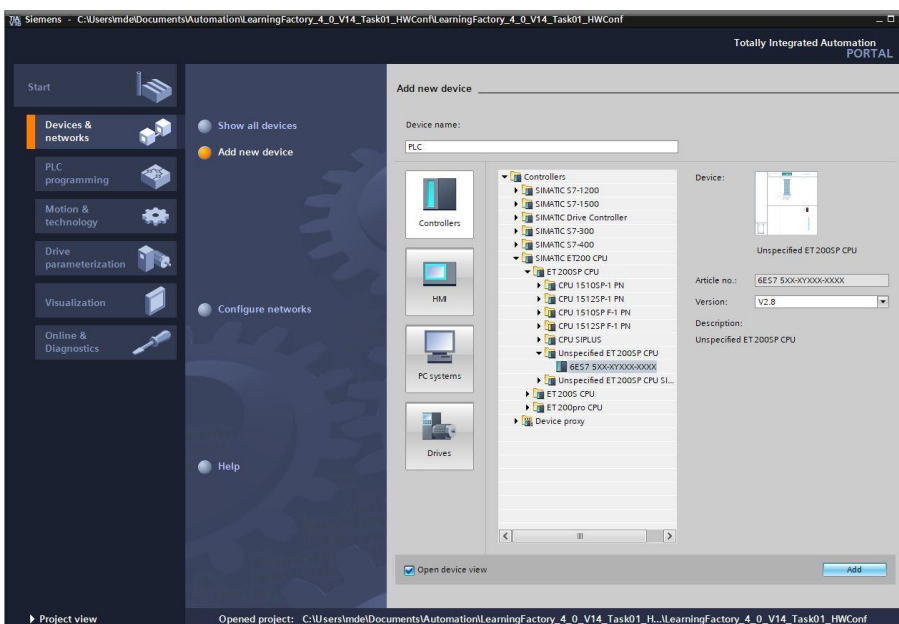 Siemens - C:\Users\mde\Documents\Automation\LearningFactory_4_0_V14_Task01_HWConf\LearningFactory_4_0_V14_Task01_HWConf
Totally Integrated Automation
PORTAL
Start
Devices &
networks
PLC
programming
Motion &
technology
Drive
parameterization
Visualization
Online &
Diagnostics
Show all devices
Add new device
Configure networks
Help
Add new device
Device name:
PLC
Controllers
HMI
PC systems
Drives
Controllers
SIMATIC S7-1200
SIMATIC S7-1500
SIMATIC Drive Controller
SIMATIC S7-300
SIMATIC S7-400
SIMATIC ET200 CPU
ET 200SP CPU
CPU 1510SP-1 PN
CPU 1512SP-1 PN
CPU 1510SP F-1 PN
CPU 1512SP F-1 PN
CPU SIPLUS
Unspecified ET 200SP CPU
6ES7 5XX-XYXXX-XXXX
Unspecified ET 200SP CPU SI...
ET 200S CPU
ET 200pro CPU
Device proxy
Device:
Unspecified ET 200SP CPU
Article no.: 6ES7 5XX-XYXXX-XXXX
Version: V2.8
Description:
Unspecified ET 200SP CPU
Open device view
Add
Project view
Opened project: C:\Users\mde\Documents\Automation\LearningFactory_4_0_V14_Task01_H...\LearningFactory_4_0_V14_Task01_HWConf